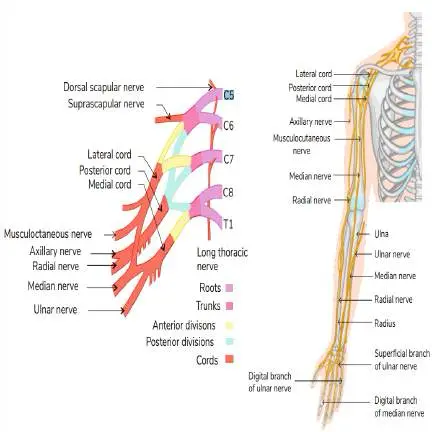 Dorsal scapular nerve
Suprascapular nerve
C5
C6
C7
C8
T1
Lateral cord
Posterior cord
Medial cord
Musculoctaneous nerve
Axillary nerve
Radial nerve
Median nerve
Ulnar nerve
Long thoracic
nerve
Roots
Trunks
Anterior divisons
Posterior divisions
Cords
Lateral cord
Posterior cord
Medial cord
Axillary nerve
Musculocutaneous
nerve
Median nerve
Radial nerve
Ulna
Ulnar nerve
Median nerve
Radial nerve
Radius
Superficial branch
of ulnar nerve
Digital branch
of ulnar nerve
Digital branch
of median nerve